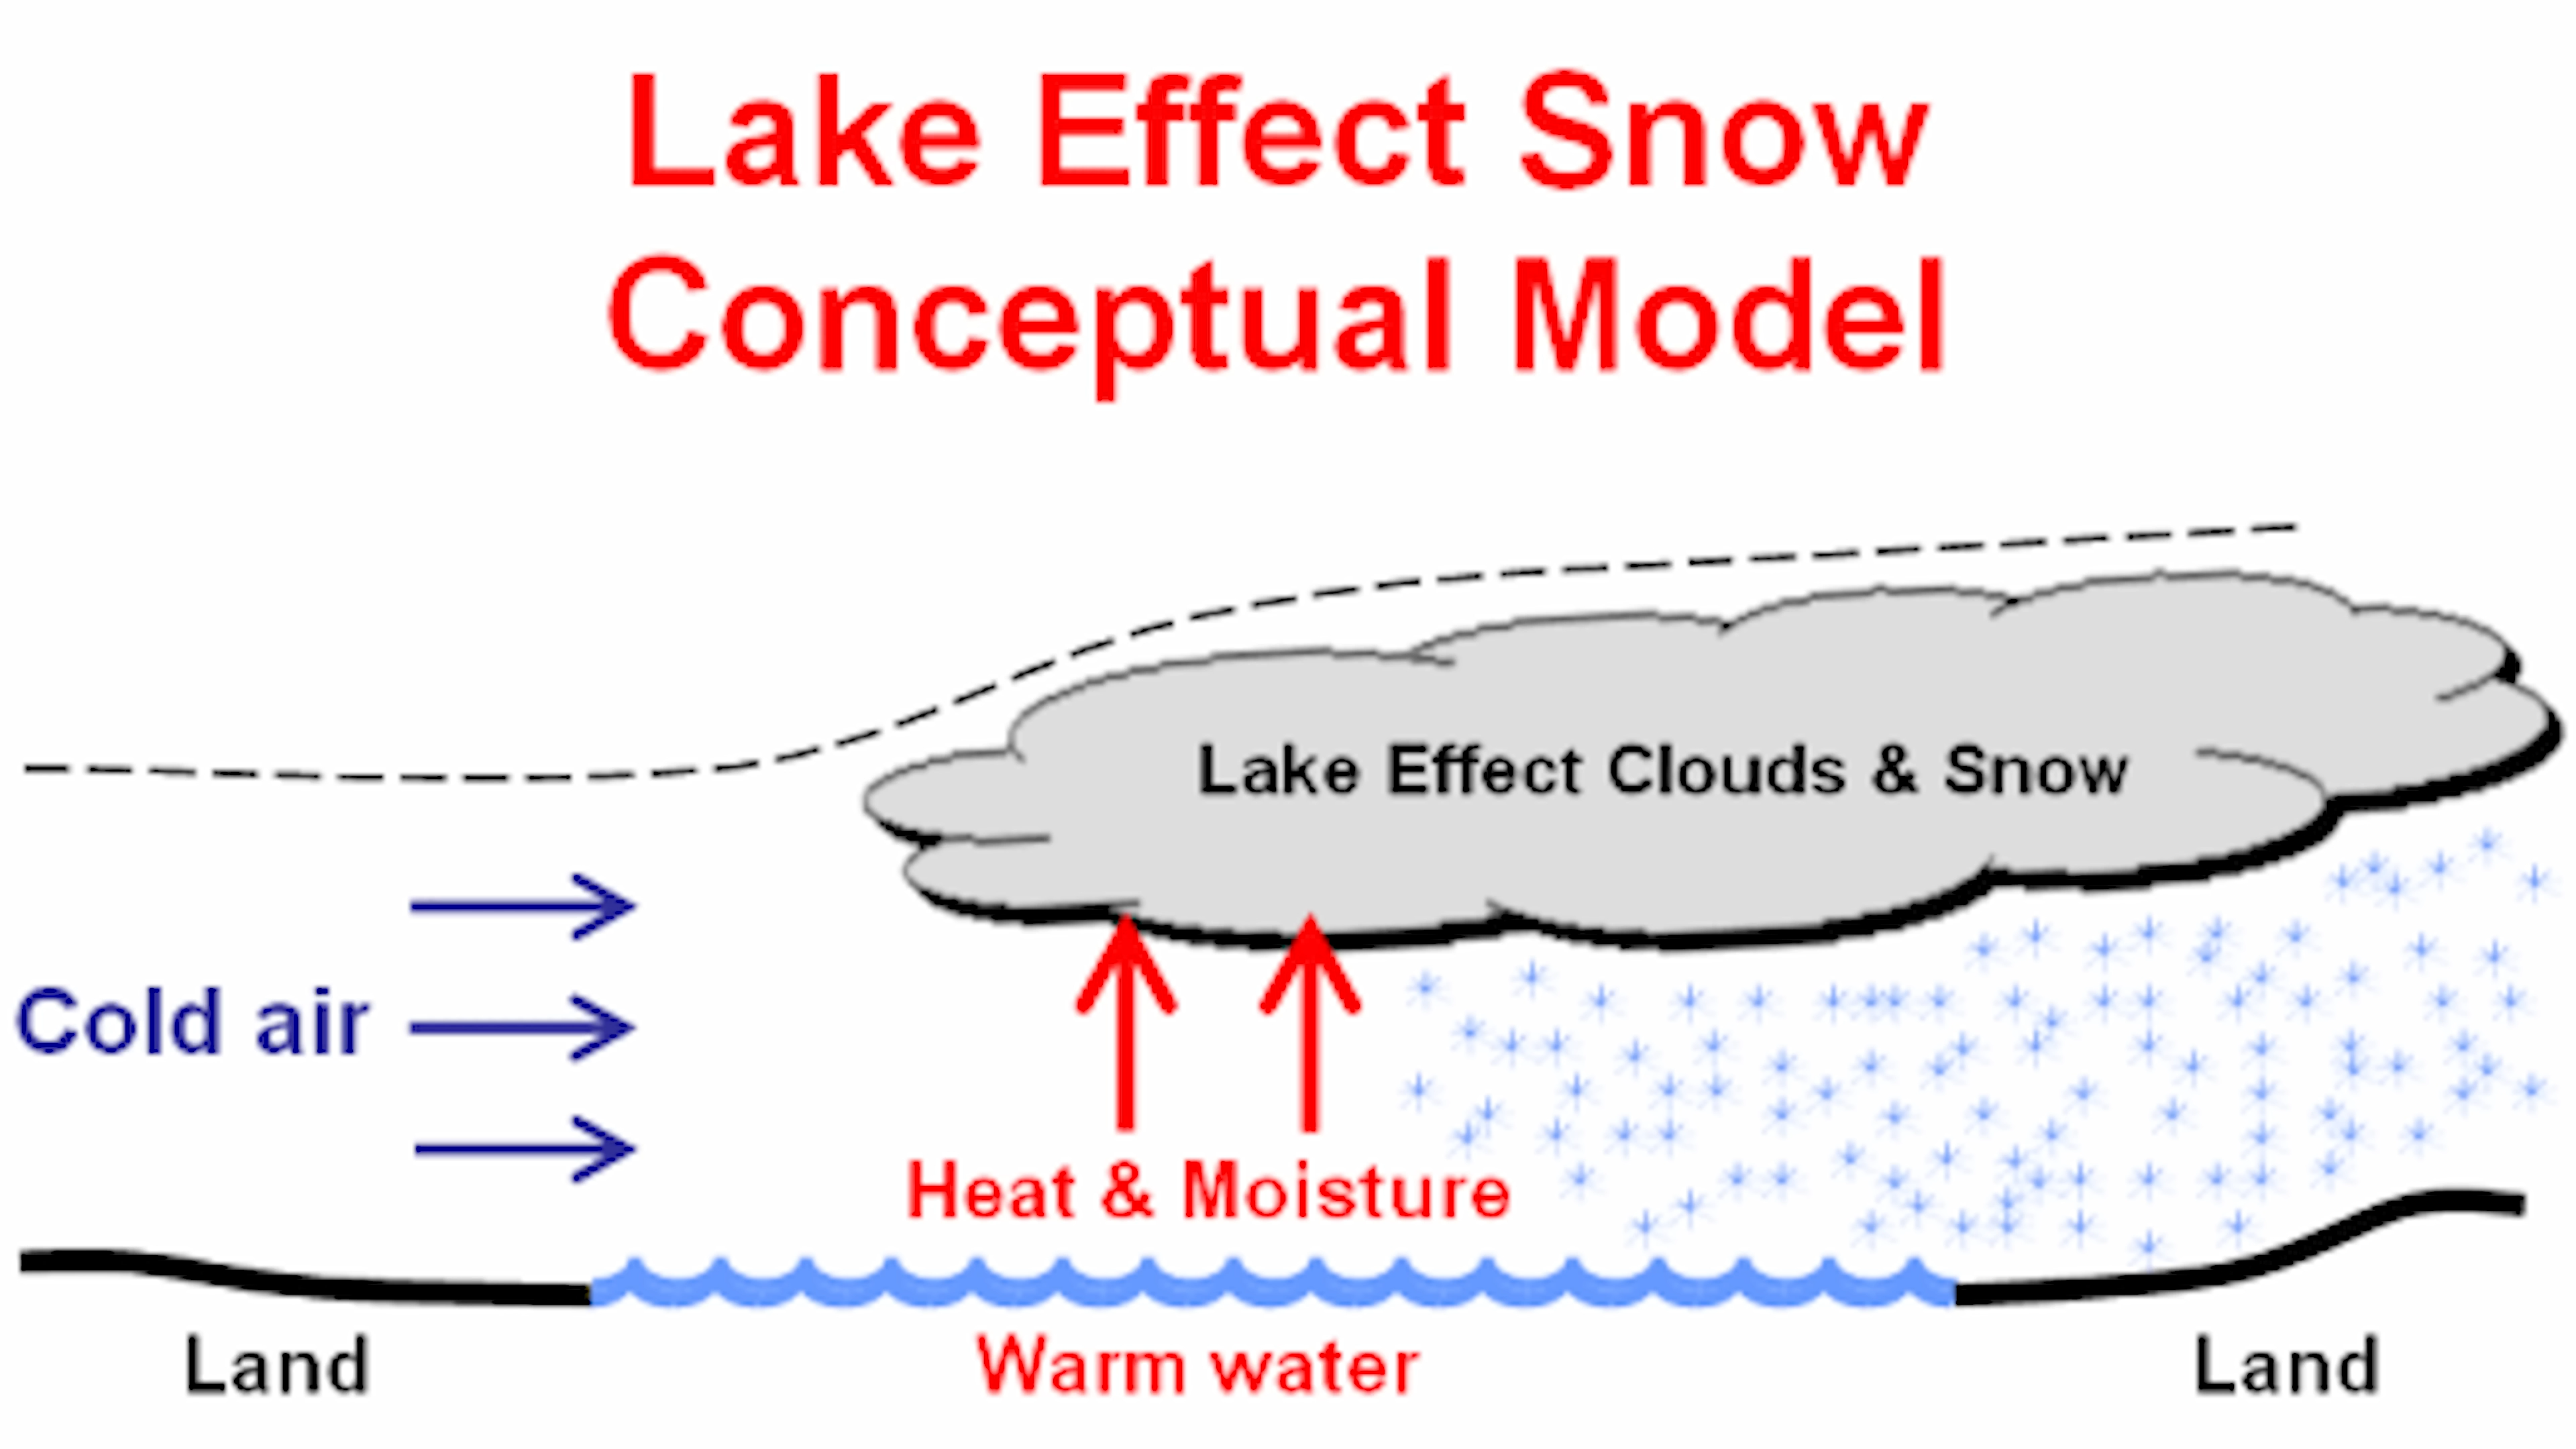 Lake Effect Snow
Conceptual Model
Lake Effect Clouds & Snow
Cold air
Heat & Moisture
Land
Warm water
Land